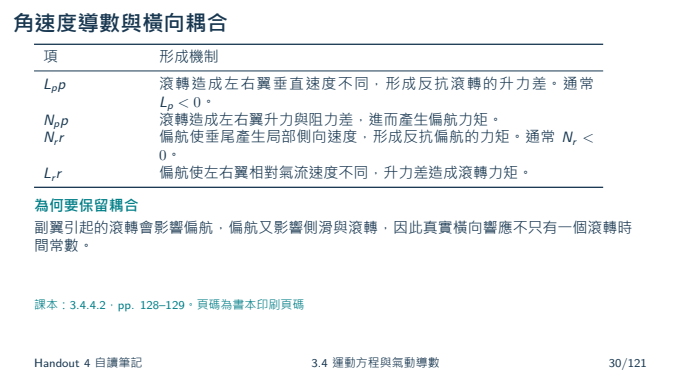 角速度導數與橫向耦合
項 形成機制
Lpp 滾轉造成左右翼垂直速度不同，形成反抗滾轉的升力差。通常
Lp < 0。
Npp 滾轉造成左右翼升力與阻力差，進而產生偏航力矩。
Nrr 偏航使垂尾產生局部側向速度，形成反抗偏航的力矩。通常 Nr <
0。
Lrr 偏航使左右翼相對氣流速度不同，升力差造成滾轉力矩。
為何要保留耦合
副翼引起的滾轉會影響偏航，偏航又影響側滑與滾轉，因此真實橫向響應不只有一個滾轉時
間常數。
課本：3.4.4.2，pp. 128–129。頁碼為書本印刷頁碼
Handout 4 自讀筆記 3.4 運動方程與氣動導數 30/121